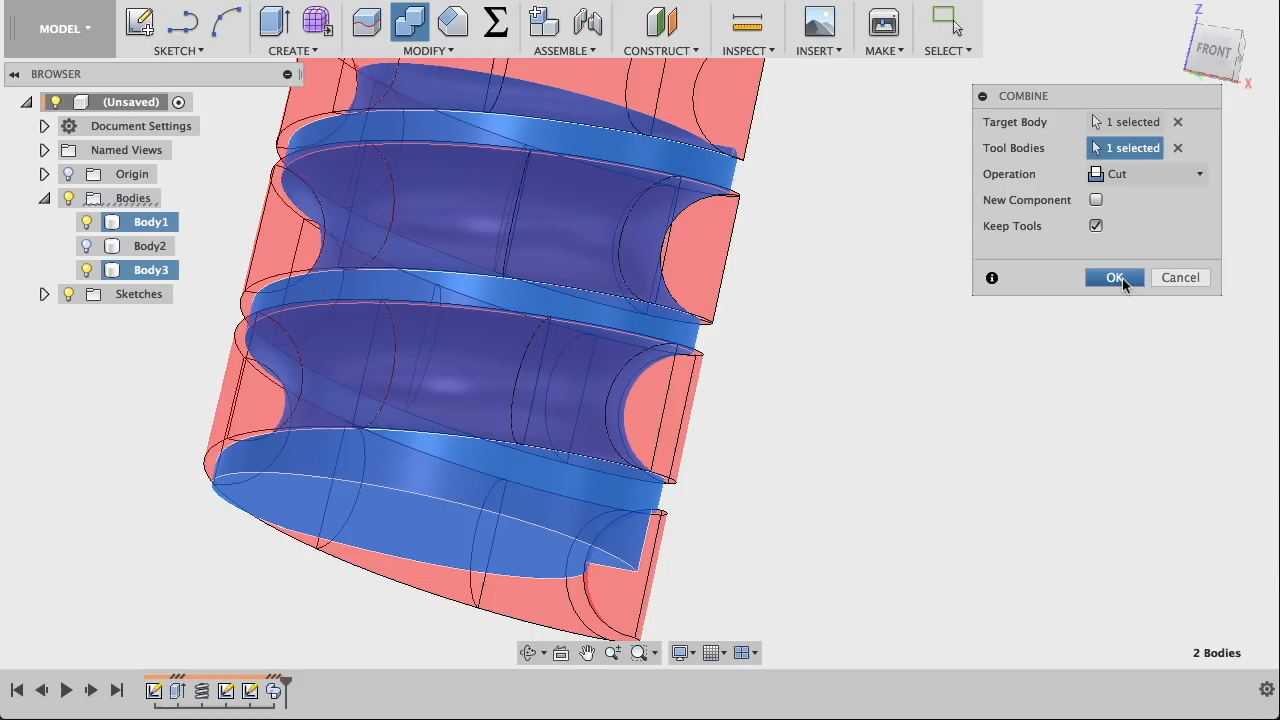 MODEL
SKETCH
CREATE
MODIFY
ASSEMBLE
CONSTRUCT
INSPECT
INSERT
MAKE
SELECT
Z
FRONT
X
BROWSER
(Unsaved)
Document Settings
Named Views
Origin
Bodies
Body1
Body2
Body3
Sketches
COMBINE
Target Body 1 selected
Tool Bodies 1 selected
Operation Cut
New Component
Keep Tools
OK Cancel
2 Bodies